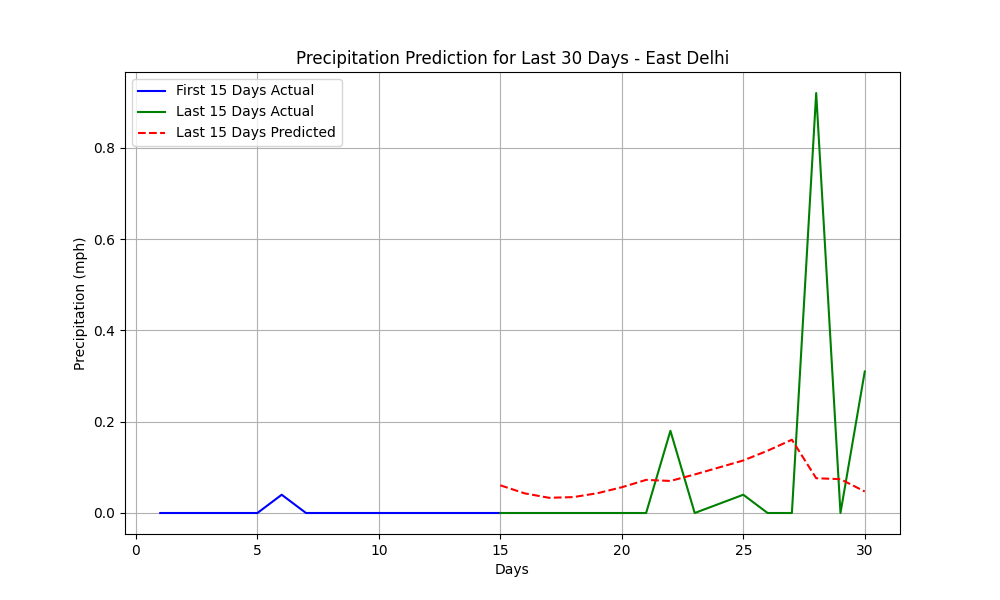 Precipitation Prediction for Last 30 Days - East Delhi
First 15 Days Actual
Last 15 Days Actual
Last 15 Days Predicted
Precipitation (mph)
0.8
0.6
0.4
0.2
0.0
0 5 10 15 20 25 30
Days